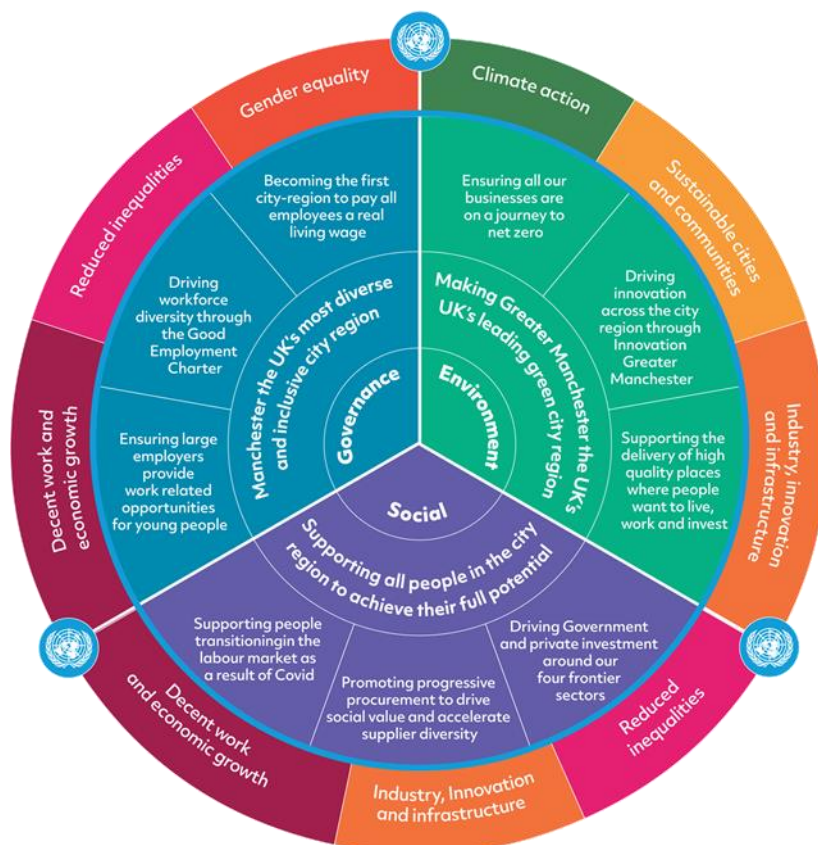 Gender equality
Climate action
Reduced inequalities
Sustainable cities
and communities
Decent work and
economic growth
Industry, innovation
and infrastructure
Becoming the first
city-region to pay all
employees a real
living wage
Ensuring all our
businesses are
on a journey to
net zero
Driving
workforce
diversity through
the Good
Employment
Charter
Driving
innovation
across the city
region through
Innovation
Greater
Manchester
Ensuring large
employers
provide
work related
opportunities
for young people
Supporting the
delivery of high
quality places
where people
want to live,
work and invest
Manchester the UK's most diverse
and inclusive city region
Making Greater Manchester the UK's
UK's leading green city region
Governance
Environment
Social
Supporting all people in the city
region to achieve their full potential
Supporting people
transitioningin the
labour market as
a result of Covid
Promoting progressive
procurement to drive
social value and accelerate
supplier diversity
Driving Government
and private investment
around our
four frontier
sectors
Decent work
and economic growth
Industry, Innovation
and infrastructure
Reduced
inequalities